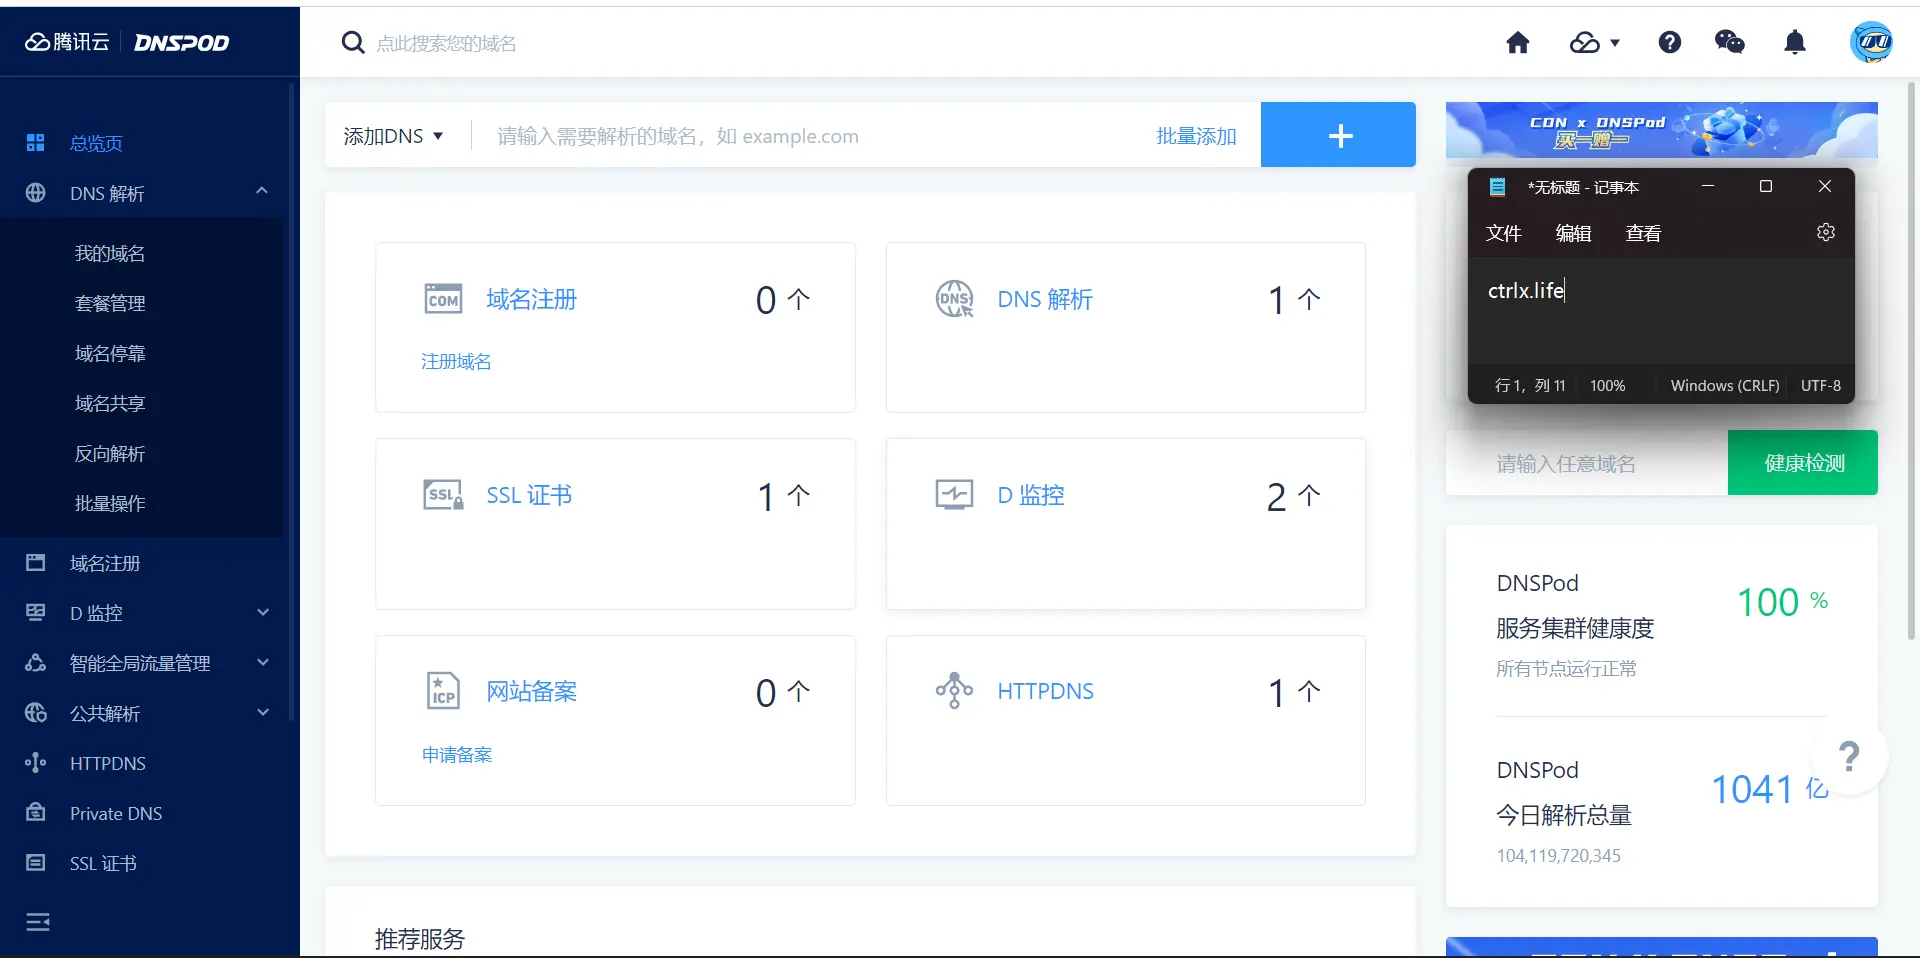 腾讯云 DNSPOD
点此搜索您的域名
总览页
DNS 解析
我的域名
套餐管理
域名停靠
域名共享
反向解析
批量操作
域名注册
D 监控
智能全局流量管理
公共解析
HTTPDNS
Private DNS
SSL 证书
添加DNS 请输入需要解析的域名，如 example.com 批量添加 +
COM 域名注册 0 个
注册域名
DNS DNS 解析 1 个
SSL SSL 证书 1 个
D 监控 2 个
ICP 网站备案 0 个
申请备案
HTTPDNS 1 个
推荐服务
CDN x DNSPod
买一赠一
*无标题 - 记事本
文件 编辑 查看
ctrlx.life
行 1，列 11 100% Windows (CRLF) UTF-8
请输入任意域名 健康检测
DNSPod
服务集群健康度
100 %
所有节点运行正常
DNSPod
今日解析总量
1041 亿
104,119,720,345
?